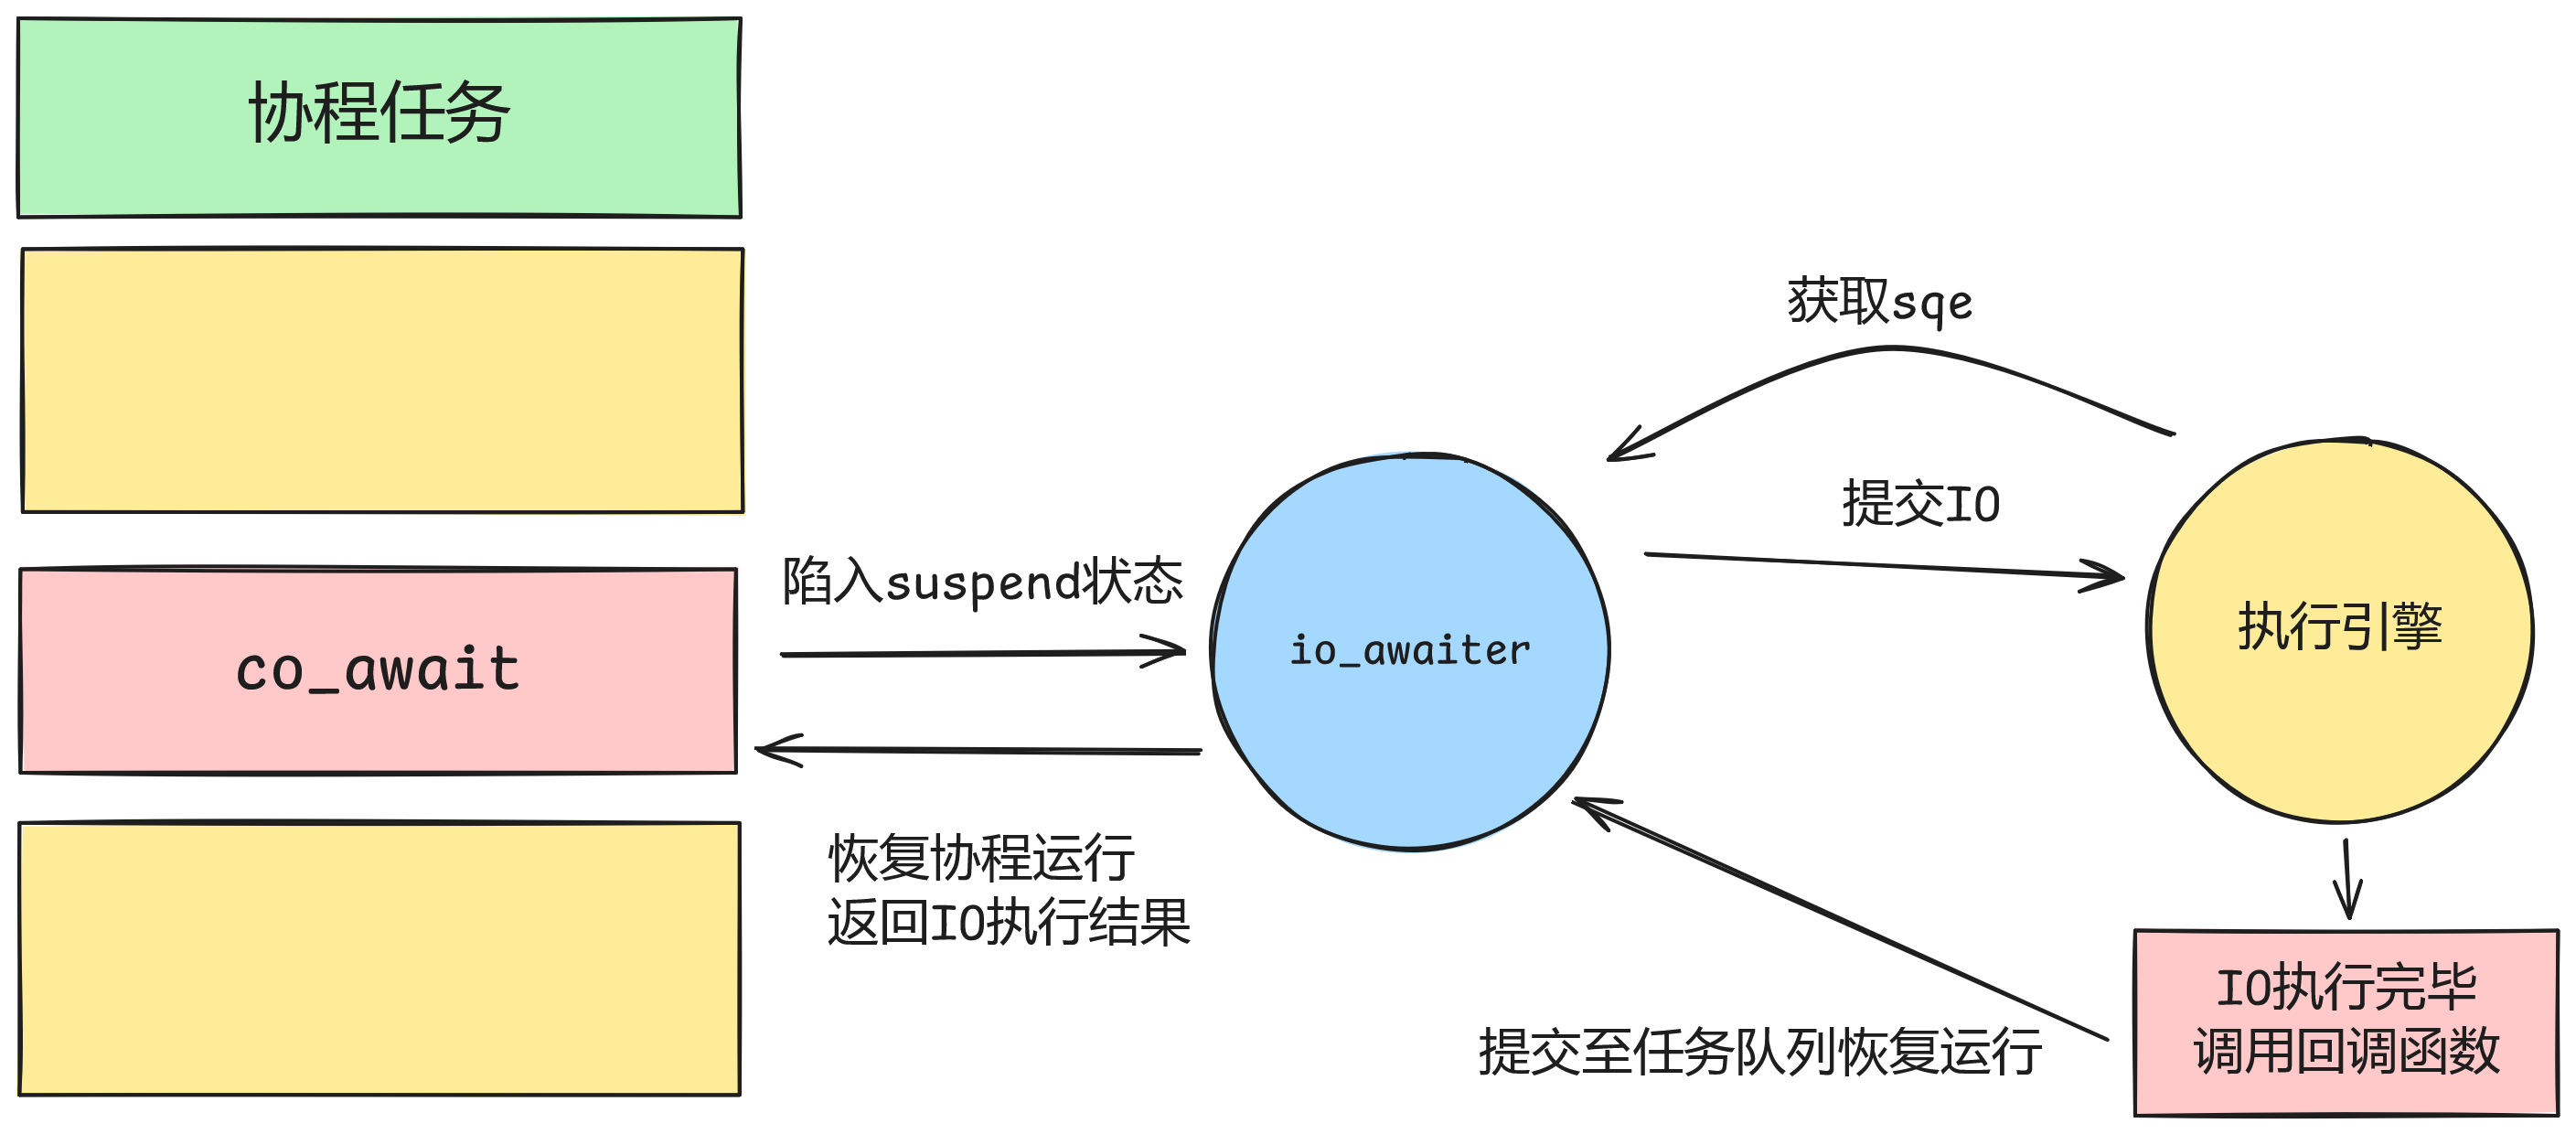 协程任务
获取sqe
提交IO
陷入suspend状态
co_await
io_awaiter
执行引擎
恢复协程运行
返回IO执行结果
IO执行完毕
调用回调函数
提交至任务队列恢复运行